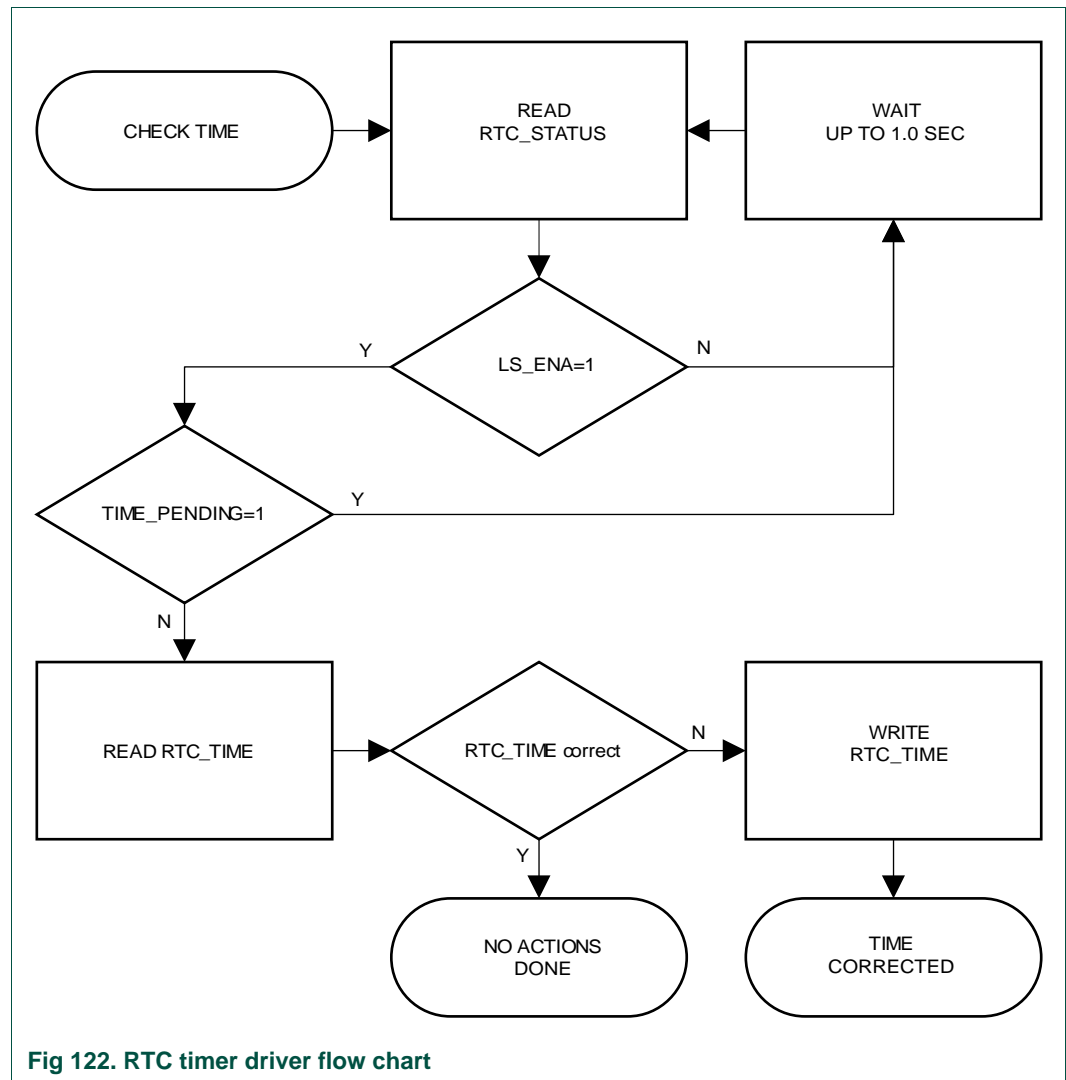 CHECK TIME
READ
RTC_STATUS
WAIT
UP TO 1.0 SEC
Y
LS_ENA=1
N
TIME_PENDING=1
Y
N
READ RTC_TIME
RTC_TIME correct
N
WRITE
RTC_TIME
Y
NO ACTIONS
DONE
TIME
CORRECTED
Fig 122. RTC timer driver flow chart